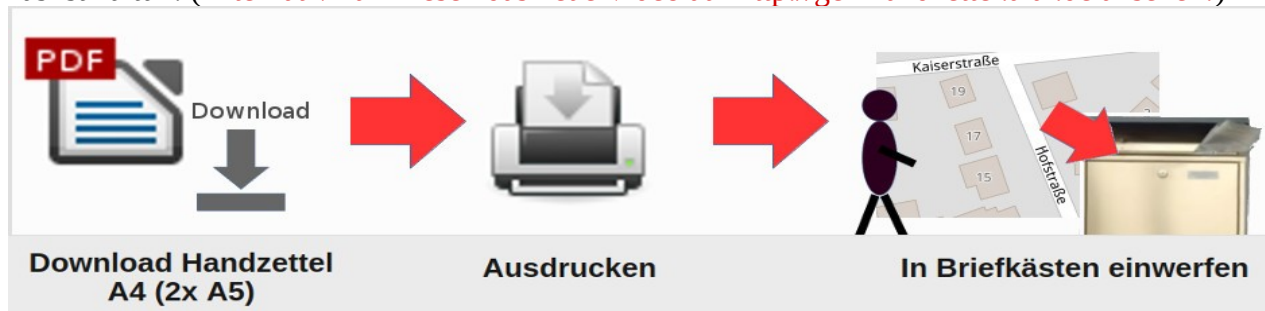 PDF
Download
Kaiserstraße
19
17
15
Hofstraße
Download Handzettel
A4 (2x A5)
Ausdrucken
In Briefkästen einwerfen